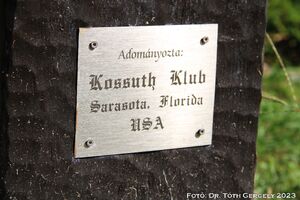 Adományozta:
Kossuth Klub
Sarasota. Florida
USA
FOTÓ: DR. TÓTH GERGELY 2023